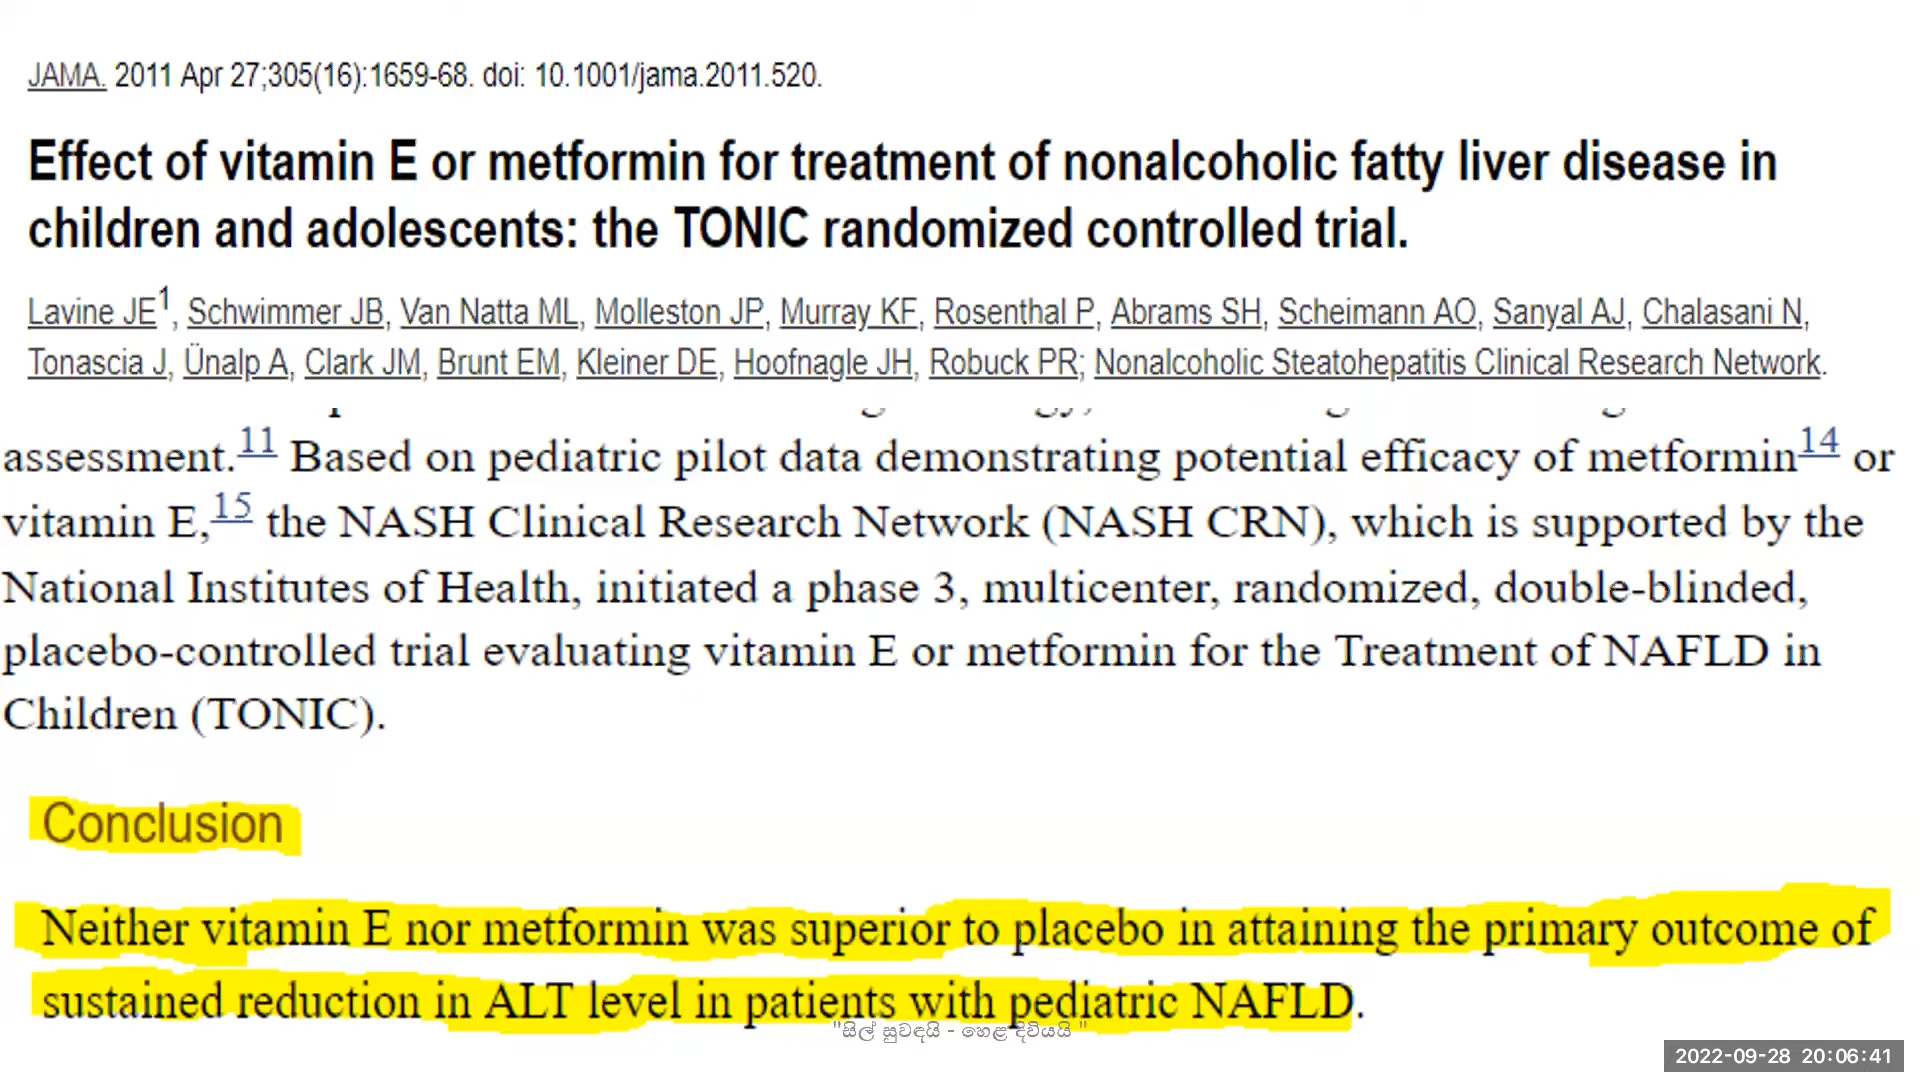 JAMA. 2011 Apr 27;305(16):1659-68. doi: 10.1001/jama.2011.520.
Effect of vitamin E or metformin for treatment of nonalcoholic fatty liver disease in
children and adolescents: the TONIC randomized controlled trial.
Lavine JE1, Schwimmer JB, Van Natta ML, Molleston JP, Murray KF, Rosenthal P, Abrams SH, Scheimann AO, Sanyal AJ, Chalasani N,
Tonascia J, Ünalp A, Clark JM, Brunt EM, Kleiner DE, Hoofnagle JH, Robuck PR; Nonalcoholic Steatohepatitis Clinical Research Network.
assessment.11 Based on pediatric pilot data demonstrating potential efficacy of metformin14 or
vitamin E,15 the NASH Clinical Research Network (NASH CRN), which is supported by the
National Institutes of Health, initiated a phase 3, multicenter, randomized, double-blinded,
placebo-controlled trial evaluating vitamin E or metformin for the Treatment of NAFLD in
Children (TONIC).
Conclusion
Neither vitamin E nor metformin was superior to placebo in attaining the primary outcome of
sustained reduction in ALT level in patients with pediatric NAFLD.
"සිල් සුවඳයි - හෙළ දිවියයි "
2022-09-28 20:06:41